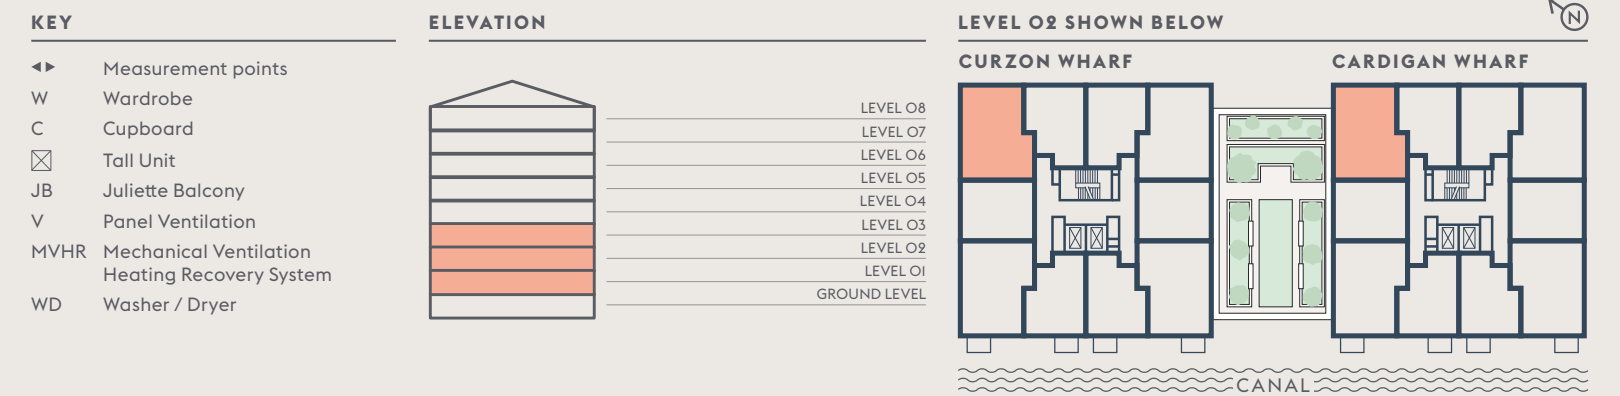 KEY
Measurement points
W Wardrobe
C Cupboard
Tall Unit
JB Juliette Balcony
V Panel Ventilation
MVHR Mechanical Ventilation
Heating Recovery System
WD Washer / Dryer
ELEVATION
LEVEL 08
LEVEL 07
LEVEL 06
LEVEL 05
LEVEL 04
LEVEL 03
LEVEL 02
LEVEL 01
GROUND LEVEL
LEVEL 02 SHOWN BELOW
N
CURZON WHARF
CARDIGAN WHARF
CANAL